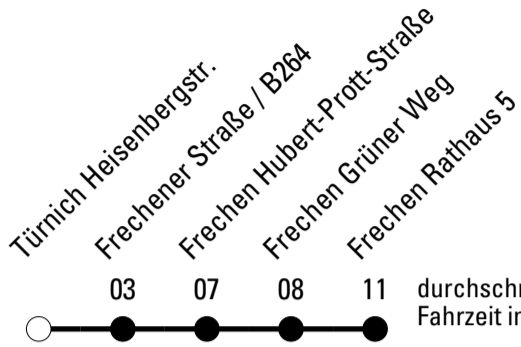 Türnich Heisenbergstr.
Frechener Straße / B264
Frechen Hubert-Prott-Straße
Frechen Grüner Weg
Frechen Rathaus 5
03 07 08 11
Fahrzeit